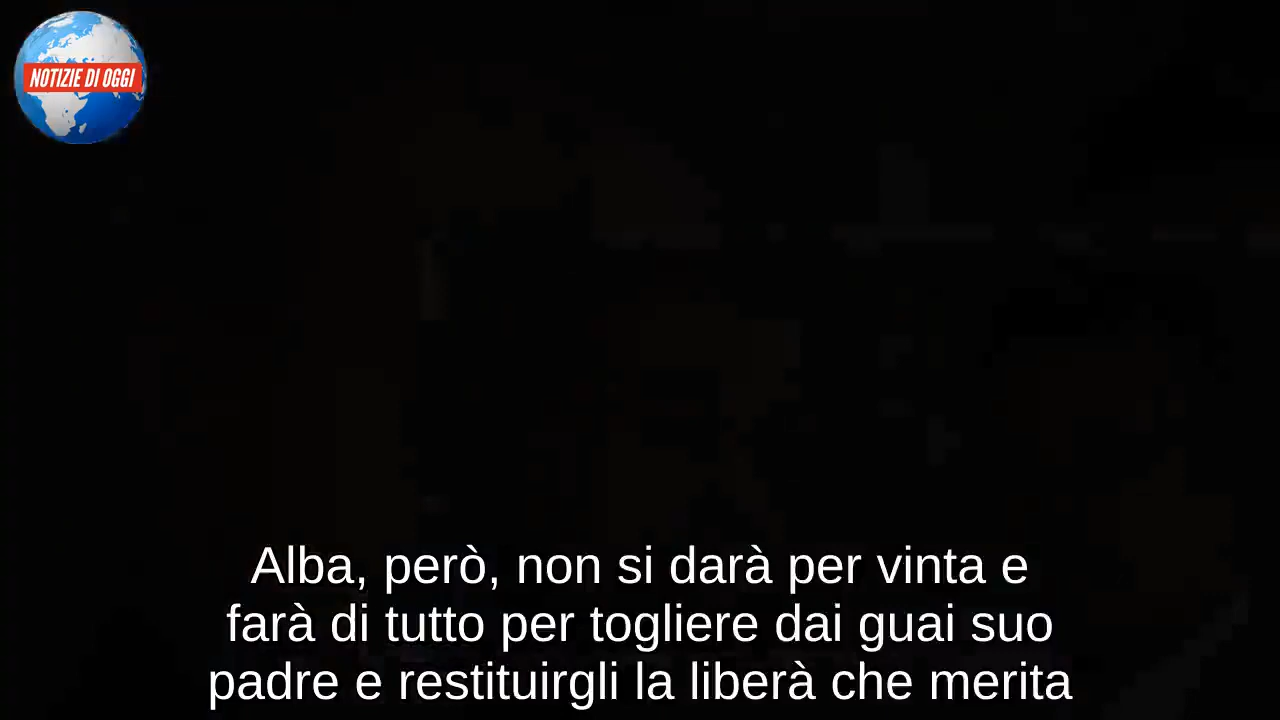 NOTIZIE DI OGGI
Alba, però, non si darà per vinta e
farà di tutto per togliere dai guai suo
padre e restituirgli la liberà che merita